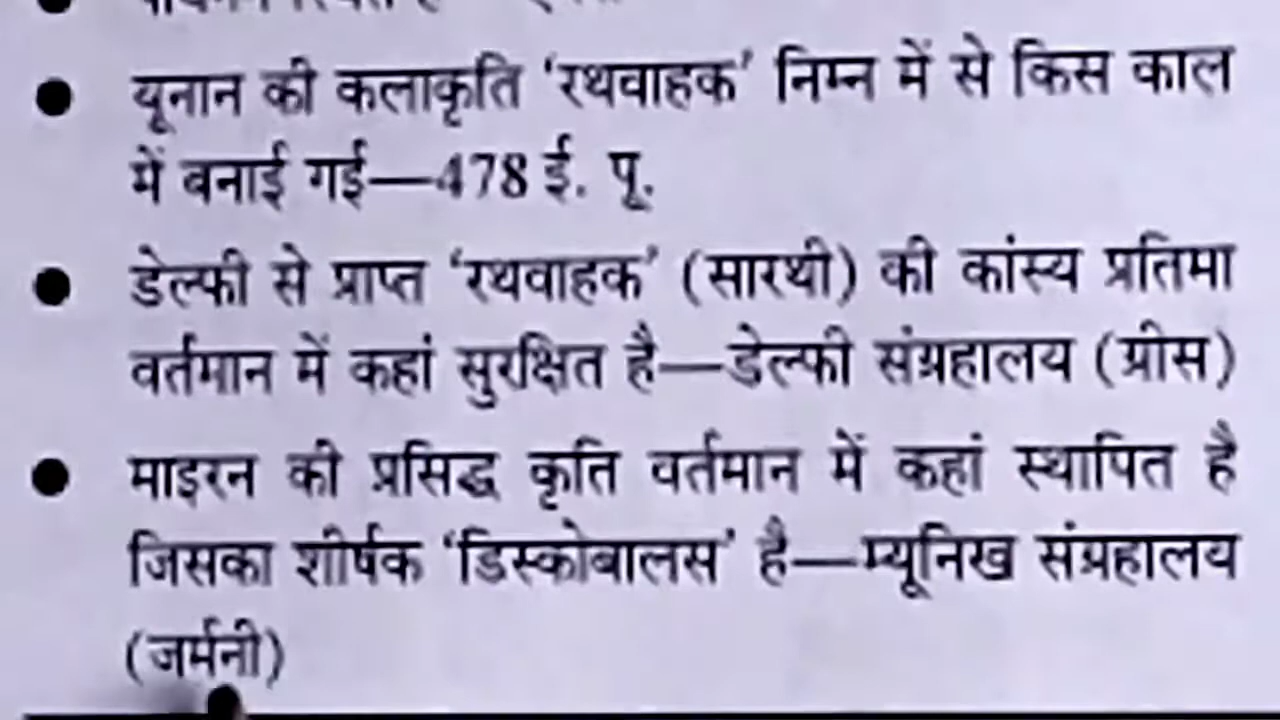 यूनान की कलाकृति ‘रथवाहक’ निम्न में से किस काल
में बनाई गई—478 ई. पू.
डेल्फी से प्राप्त ‘रथवाहक’ (सारथी) की कांस्य प्रतिमा
वर्तमान में कहां सुरक्षित है—डेल्फी संग्रहालय (ग्रीस)
माइरन की प्रसिद्ध कृति वर्तमान में कहां स्थापित है
जिसका शीर्षक ‘डिस्कोबालस’ है—म्यूनिख संग्रहालय
(जर्मनी)